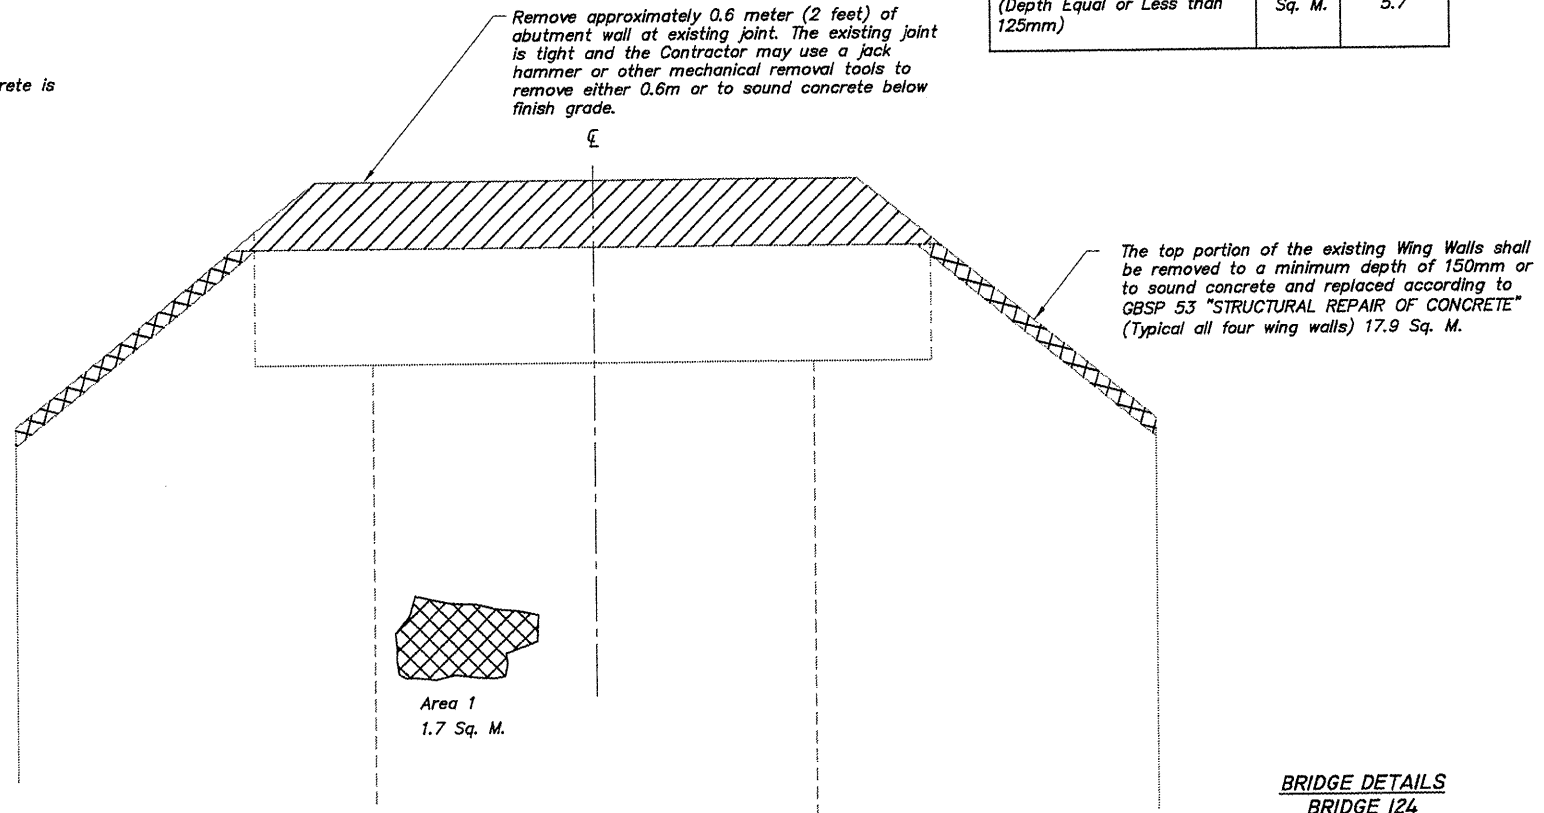 Remove approximately 0.6 meter (2 feet) of
abutment wall at existing joint. The existing joint
is tight and the Contractor may use a jack
hammer or other mechanical removal tools to
remove either 0.6m or to sound concrete below
finish grade.
(Depth Equal or Less than
125mm)
Sq. M.
5.7
rete is
℄
The top portion of the existing Wing Walls shall
be removed to a minimum depth of 150mm or
to sound concrete and replaced according to
GBSP 53 "STRUCTURAL REPAIR OF CONCRETE"
(Typical all four wing walls) 17.9 Sq. M.
Area 1
1.7 Sq. M.
BRIDGE DETAILS
BRIDGE 124